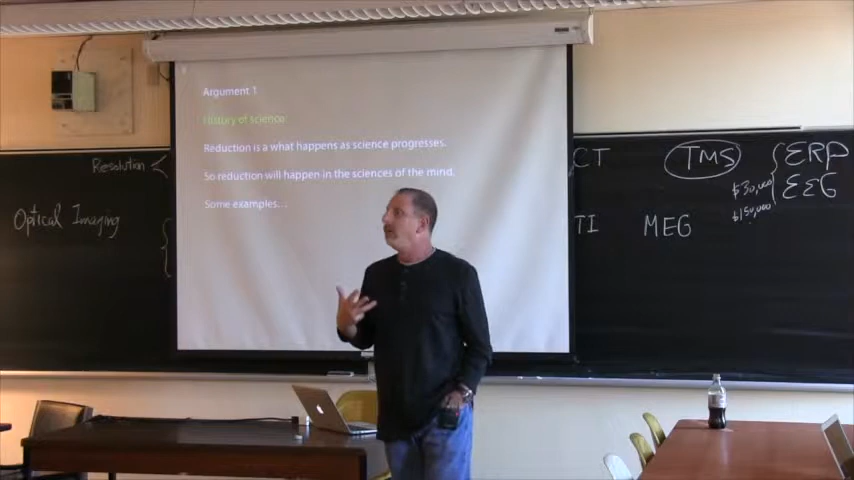 Argument 1
History of science
Reduction is a what happens as science progresses.
So reduction will happen in the sciences of the mind.
Some examples...
Resolution <
Optical Imaging
CT
TMS
ERP
EEG
$30,000
$150,000
TI
MEG